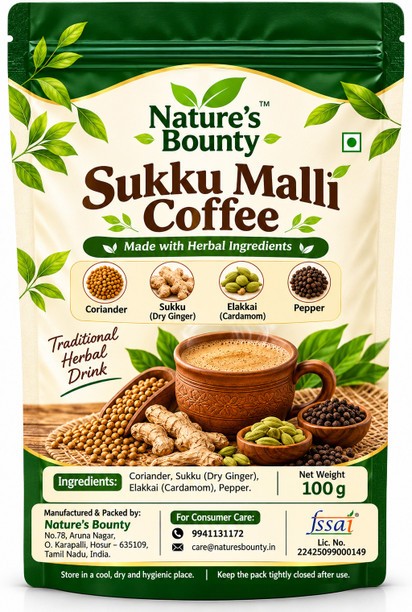 Nature's™
Bounty
Sukku Malli
Coffee
Made with Herbal Ingredients
Coriander
Sukku
(Dry Ginger)
Elakkai
(Cardamom)
Pepper
Traditional
Herbal
Drink
Ingredients:
Coriander, Sukku (Dry Ginger),
Elakkai (Cardamom), Pepper.
Net Weight
100 g
Manufactured & Packed by:
Nature's Bounty
No.78, Aruna Nagar,
O. Karapalli, Hosur – 635109,
Tamil Nadu, India.
For Consumer Care:
9941131172
care@naturesbounty.in
fssai
Lic. No.
22425099000149
Store in a cool, dry and hygienic place. | Keep the pack tightly closed after use.